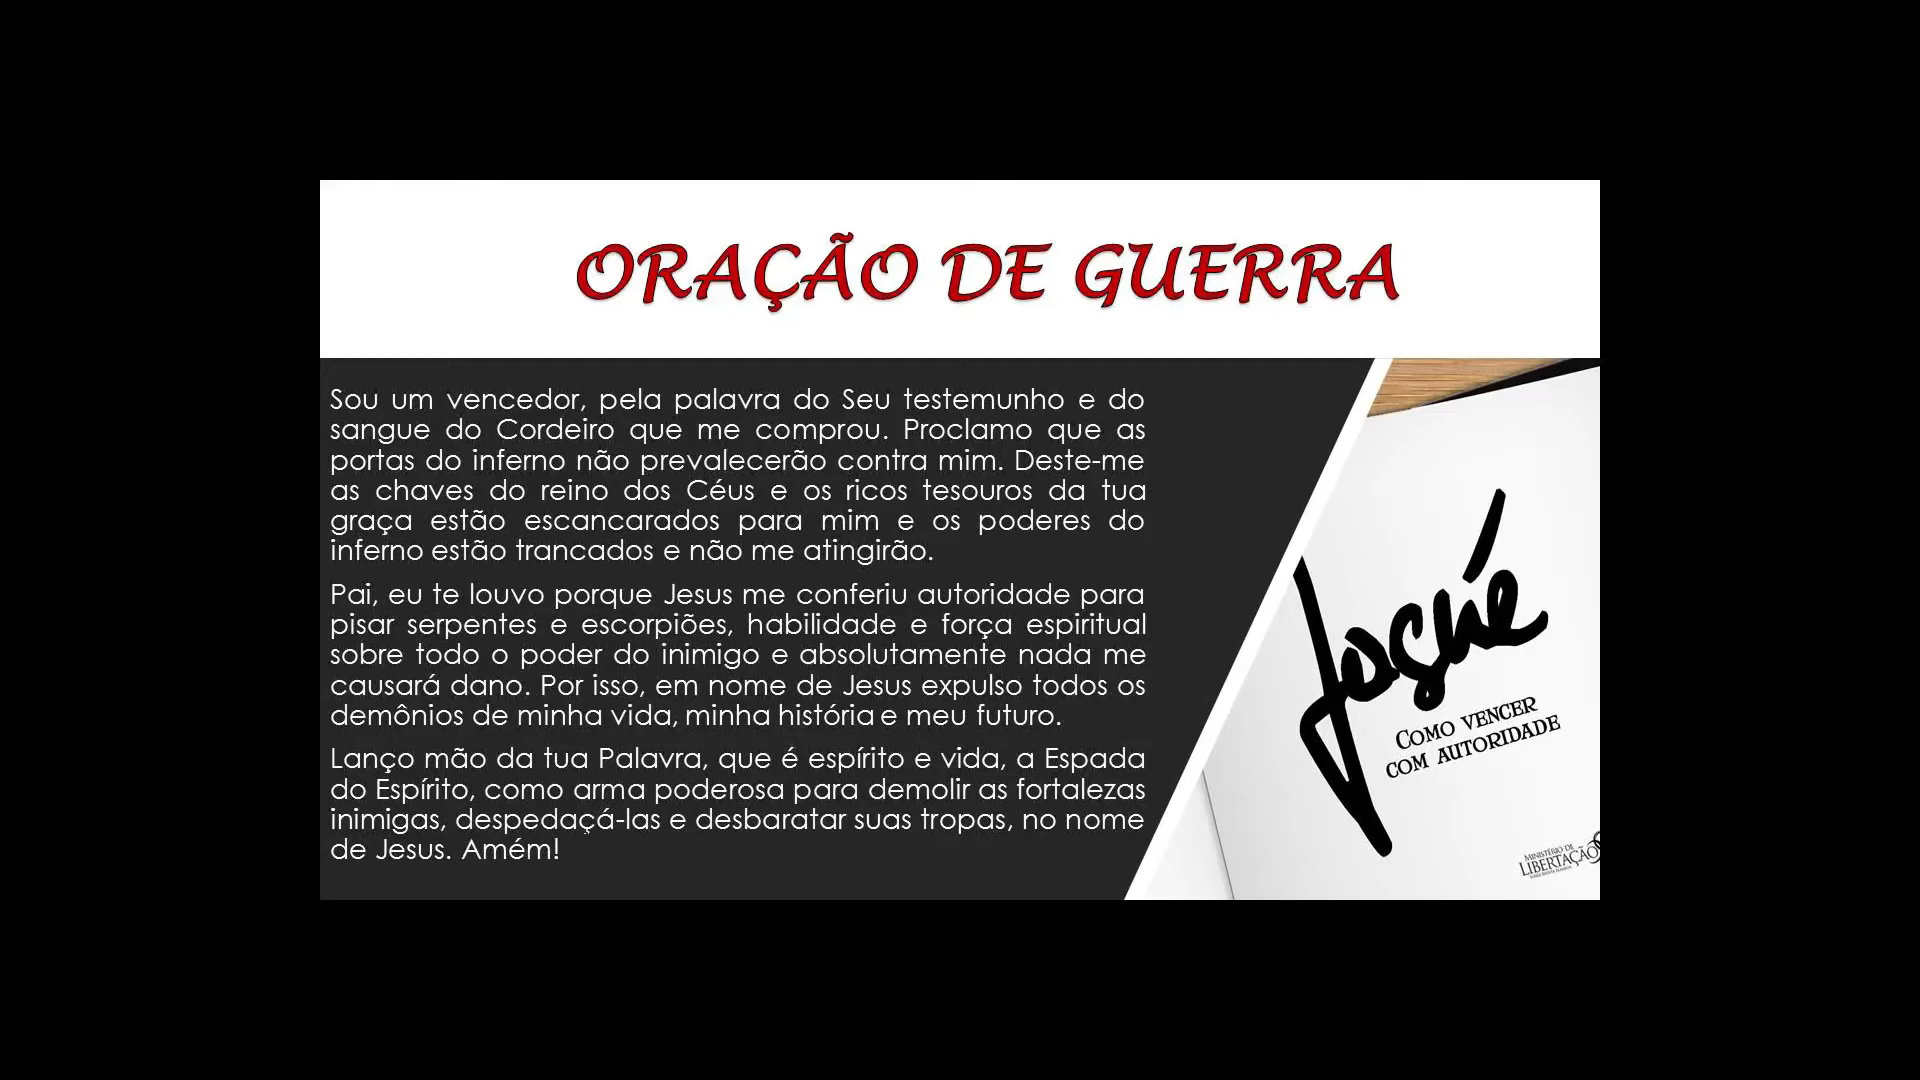 ORAÇÃO DE GUERRA
Sou um vencedor, pela palavra do Seu testemunho e do
sangue do Cordeiro que me comprou. Proclamo que as
portas do inferno não prevalecerão contra mim. Deste-me
as chaves do reino dos Céus e os ricos tesouros da tua
graça estão escancarados para mim e os poderes do
inferno estão trancados e não me atingirão.
Pai, eu te louvo porque Jesus me conferiu autoridade para
pisar serpentes e escorpiões, habilidade e força espiritual
sobre todo o poder do inimigo e absolutamente nada me
causará dano. Por isso, em nome de Jesus expulso todos os
demônios de minha vida, minha história e meu futuro.
Lanço mão da tua Palavra, que é espírito e vida, a Espada
do Espírito, como arma poderosa para demolir as fortalezas
inimigas, despedaçá-las e desbaratar suas tropas, no nome
de Jesus. Amém!
Josué
COMO VENCER
COM AUTORIDADE
MINISTÉRIO DE
LIBERTAÇÃO